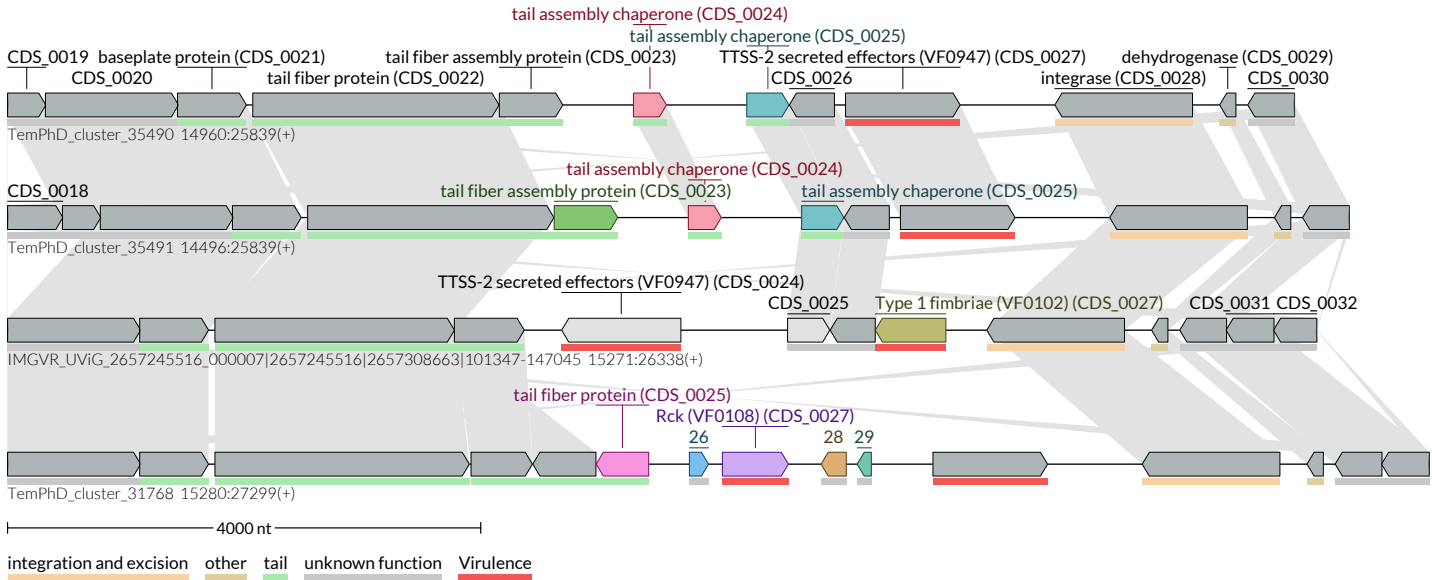 tail assembly chaperone (CDS_0024)
tail assembly chaperone (CDS_0025)
CDS_0019 baseplate protein (CDS_0021) tail fiber assembly protein (CDS_0023) TTSS-2 secreted effectors (VF0947) (CDS_0027) dehydrogenase (CDS_0029)
CDS_0020 tail fiber protein (CDS_0022) CDS_0026 integrase (CDS_0028) CDS_0030
TemPhD_cluster_35490 14960:25839(+)
tail assembly chaperone (CDS_0024)
CDS_0018 tail fiber assembly protein (CDS_0023) tail assembly chaperone (CDS_0025)
TemPhD_cluster_35491 14496:25839(+)
TTSS-2 secreted effectors (VF0947) (CDS_0024)
CDS_0025 Type 1 fimbriae (VF0102) (CDS_0027) CDS_0031 CDS_0032
IMGVR_UViG_2657245516_000007|2657245516|2657308663|101347-147045 15271:26338(+)
tail fiber protein (CDS_0025)
Rck (VF0108) (CDS_0027)
26 28 29
TemPhD_cluster_31768 15280:27299(+)
4000 nt
integration and excision other tail unknown function Virulence